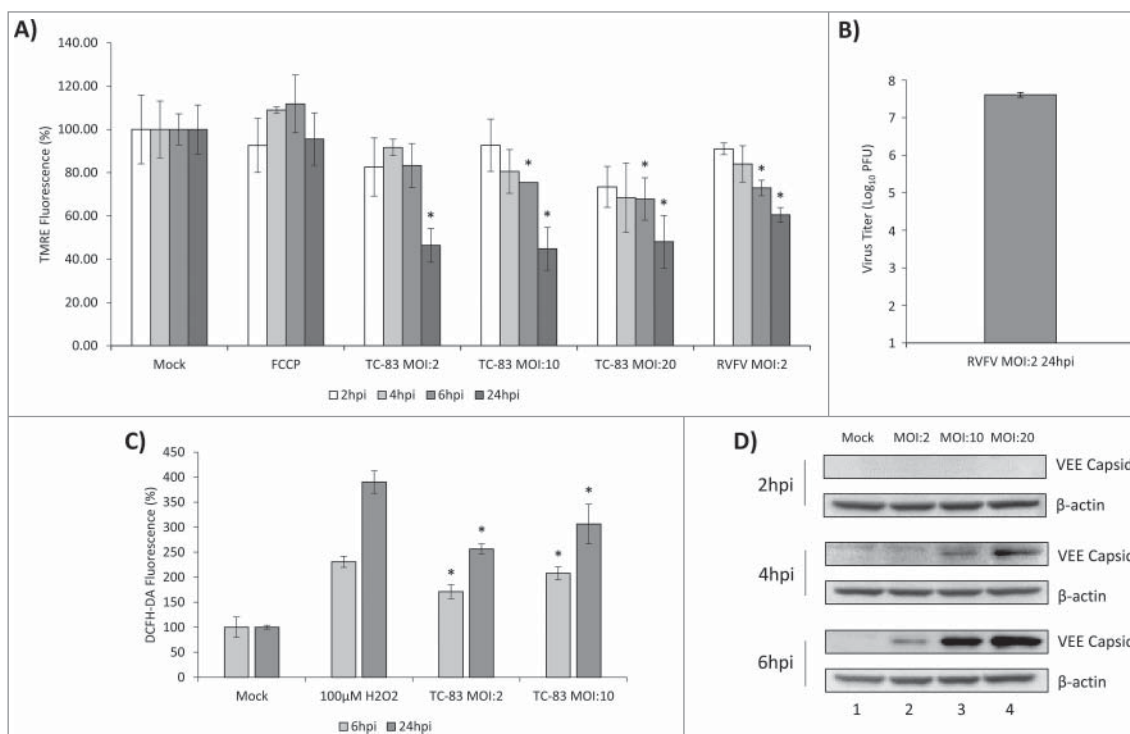 A)
140.00
120.00
100.00
80.00
60.00
40.00
20.00
0.00
TMRE Fluorescence (%)
* * * * * * *
Mock FCCP TC-83 MOI:2 TC-83 MOI:10 TC-83 MOI:20 RVFV MOI:2
2hpi 4hpi 6hpi 24hpi
B)
8
7
6
5
4
3
2
1
Virus Titer (Log10 PFU)
RVFV MOI:2 24hpi
C)
450
400
350
300
250
200
150
100
50
0
DCFH-DA Fluorescence (%)
* * * *
Mock 100µM H2O2 TC-83 MOI:2 TC-83 MOI:10
6hpi 24hpi
D)
Mock MOI:2 MOI:10 MOI:20
2hpi
VEE Capsid
β-actin
4hpi
VEE Capsid
β-actin
6hpi
VEE Capsid
β-actin
1 2 3 4